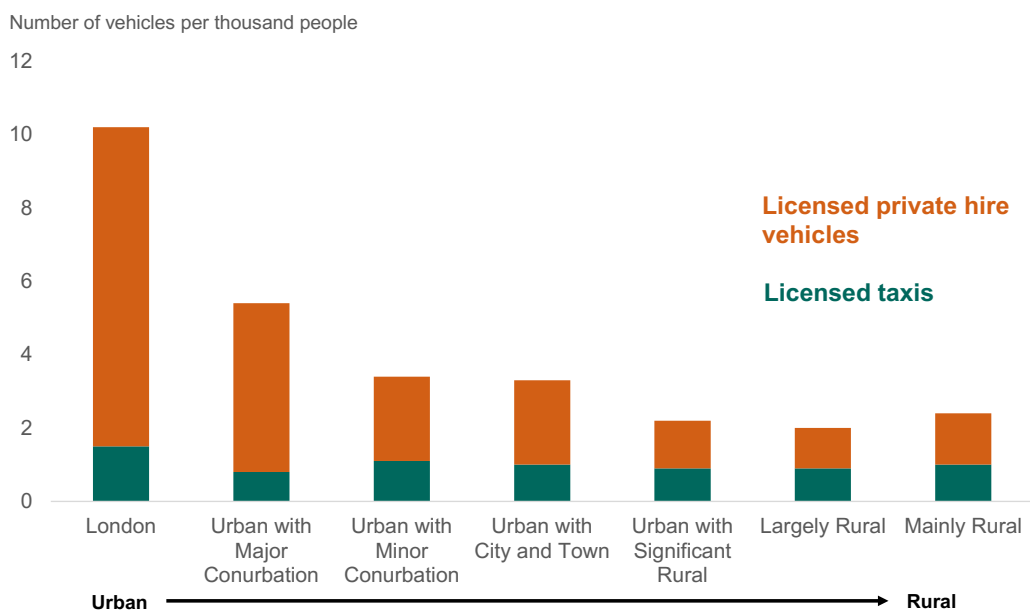 Number of vehicles per thousand people
12
10
8
6
4
2
0
Licensed private hire
vehicles
Licensed taxis
London
Urban with
Major
Conurbation
Urban with
Minor
Conurbation
Urban with
City and Town
Urban with
Significant
Rural
Largely Rural
Mainly Rural
Urban
Rural